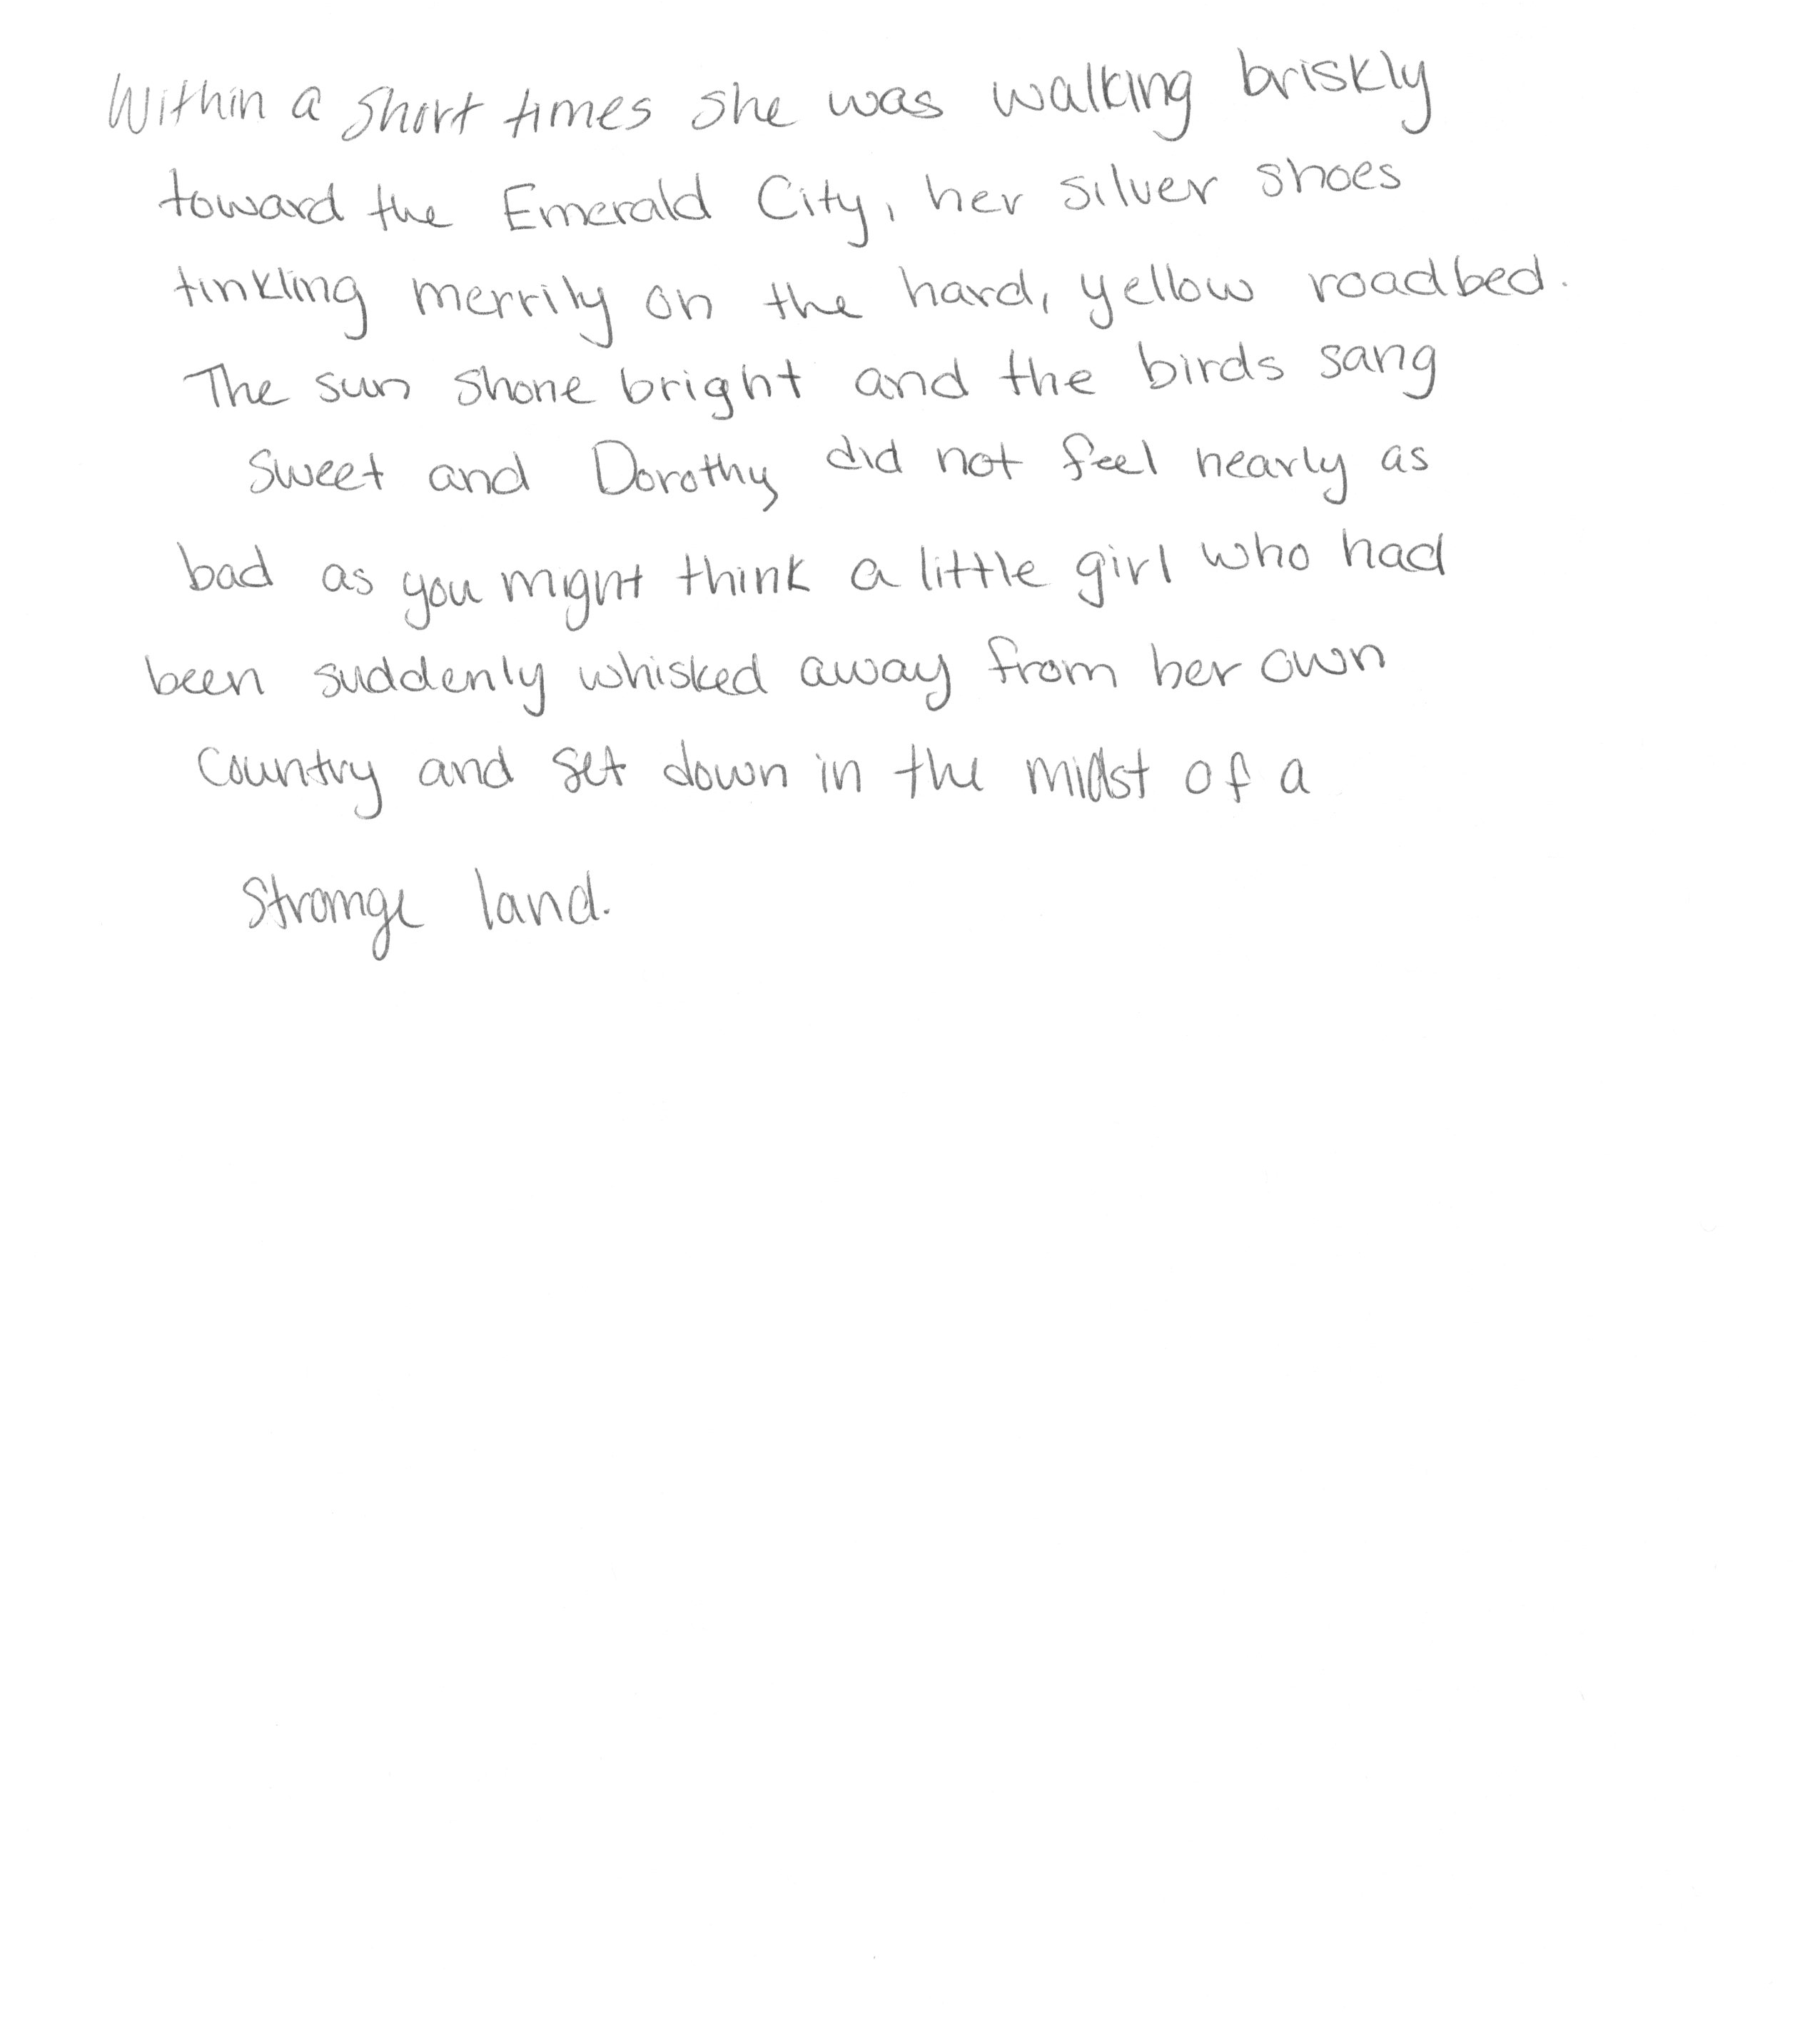 Within a short times she was walking briskly
toward the Emerald City, her silver shoes
tinkling merrily on the hard, yellow roadbed.
The sun shone bright and the birds sang
sweet and Dorothy did not feel nearly as
bad as you might think a little girl who had
been suddenly whisked away from her own
country and set down in the midst of a
strange land.